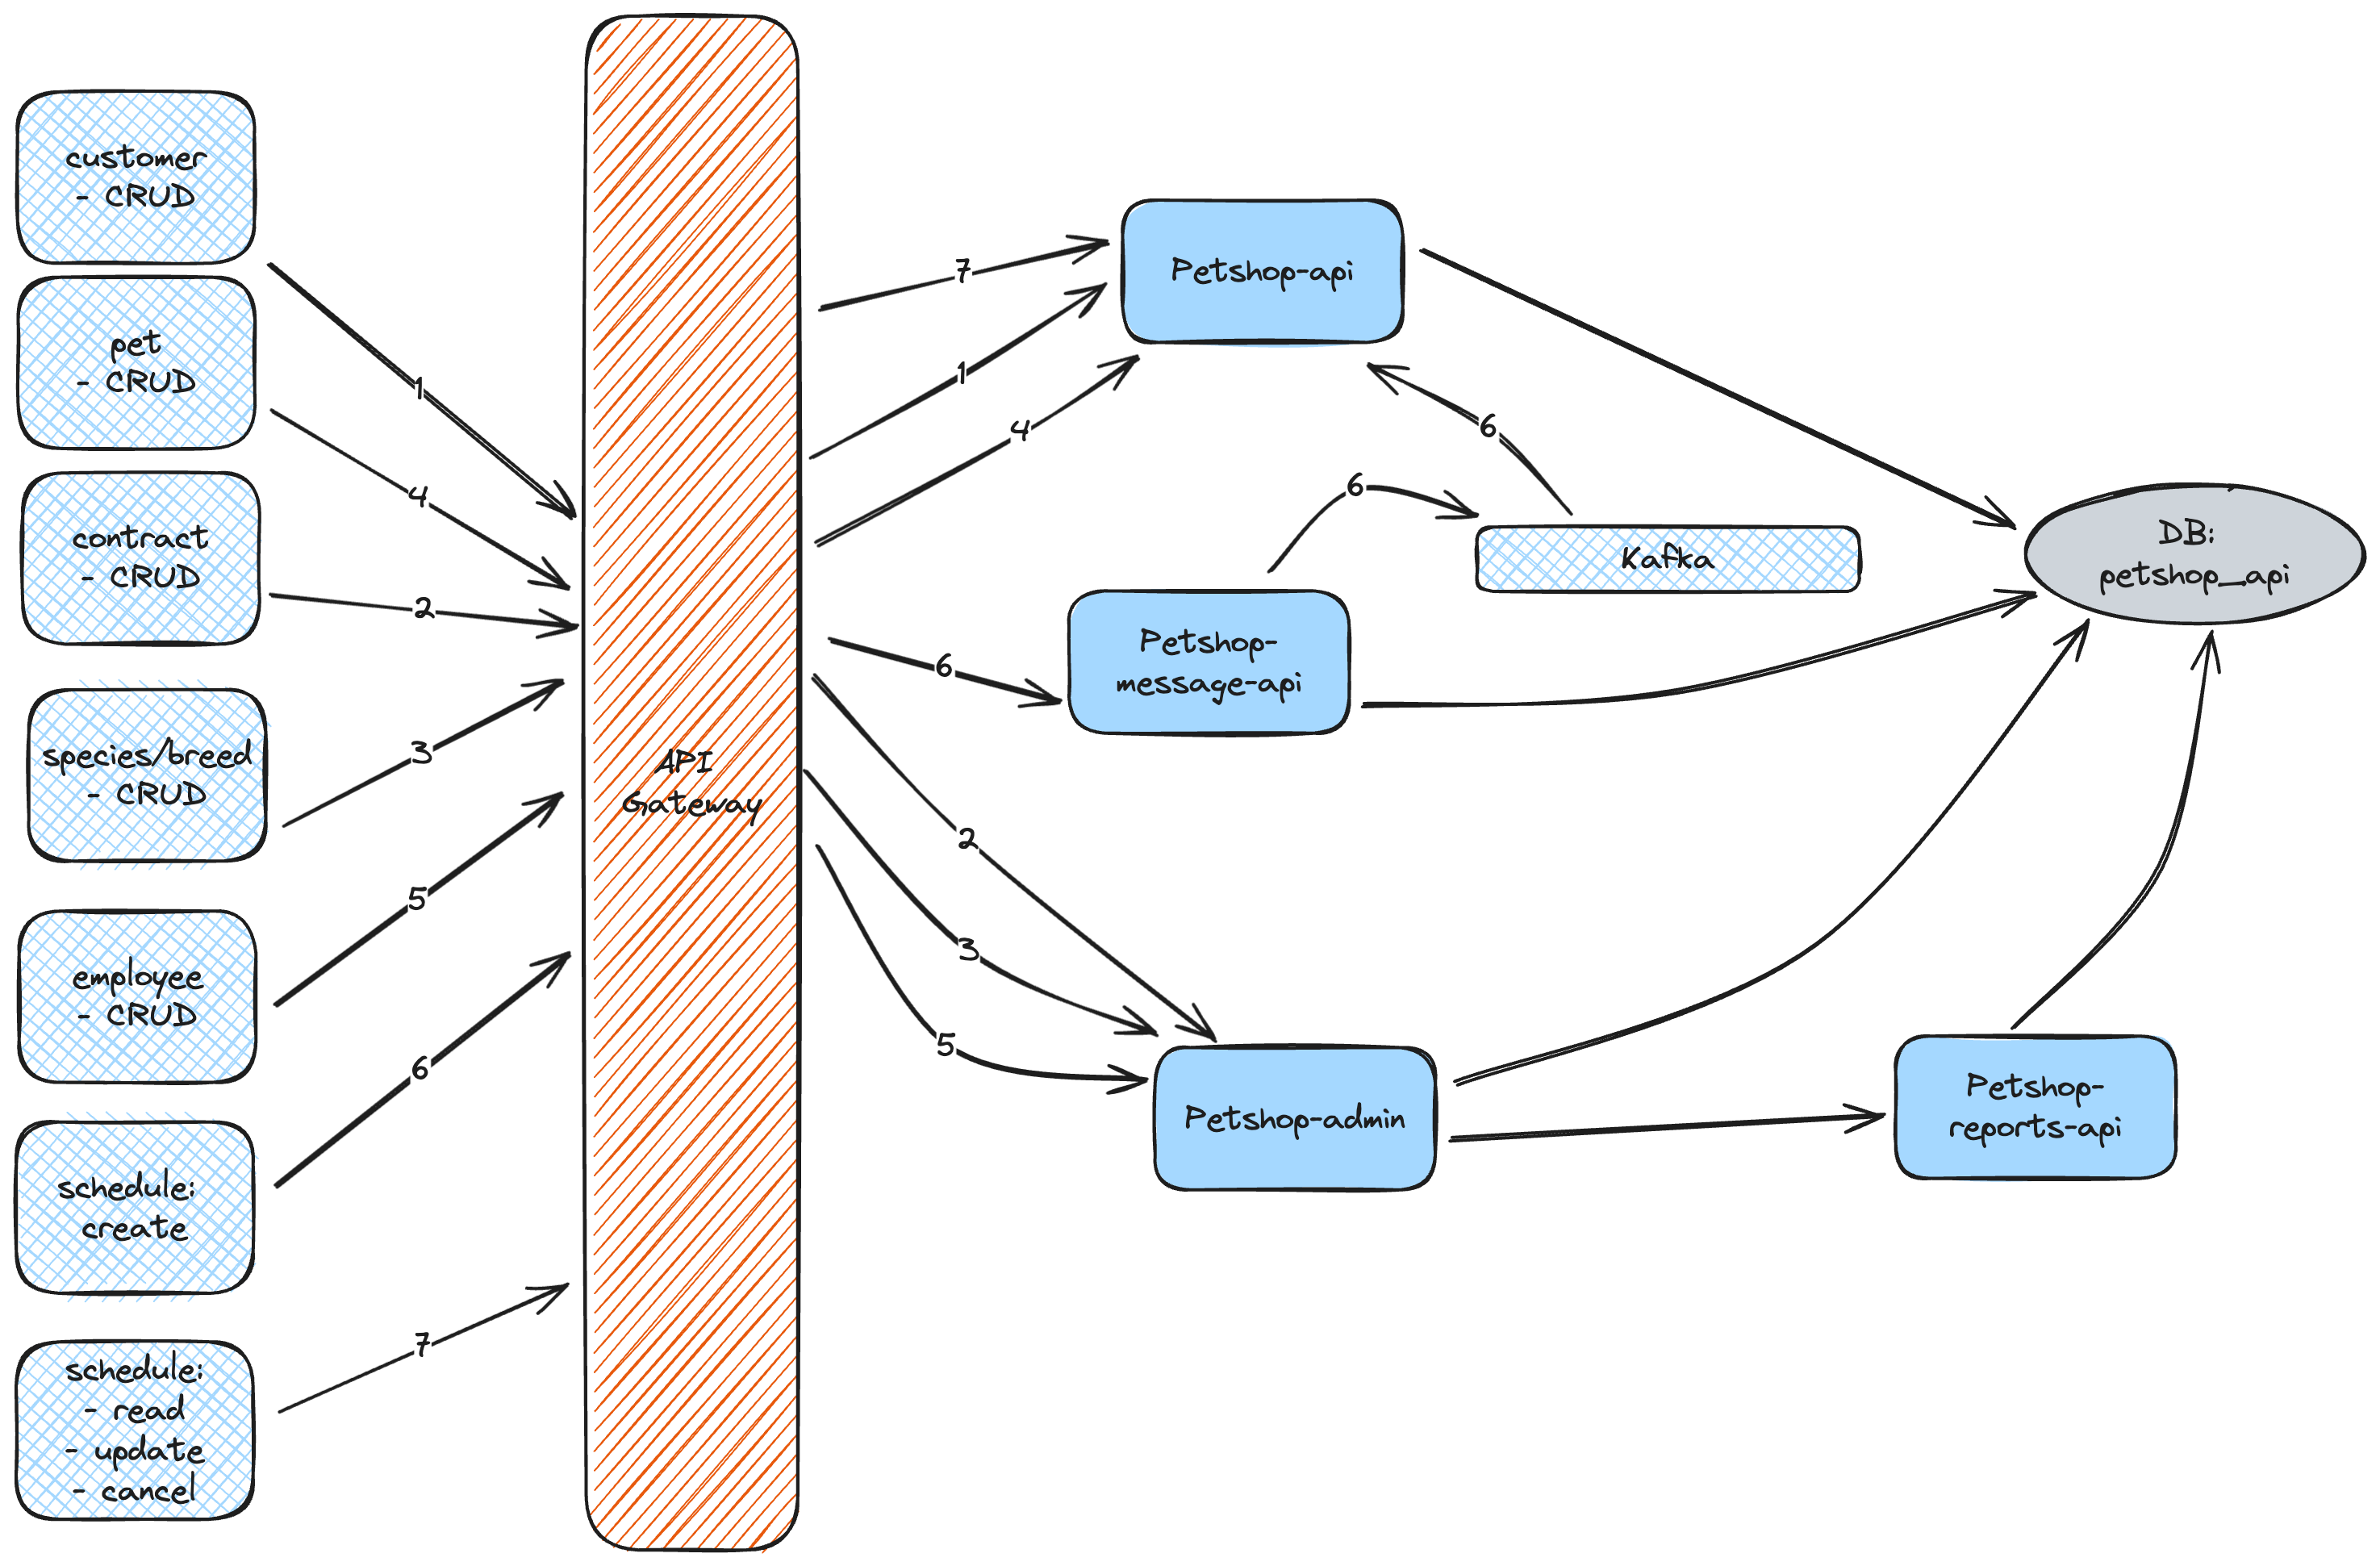 customer
- CRUD
pet
- CRUD
contract
- CRUD
species/breed
- CRUD
employee
- CRUD
schedule:
create
schedule:
- read
- update
- cancel
1
4
2
3
5
6
7
API
Gateway
7
1
4
6
2
3
5
Petshop-api
6
6
Kafka
Petshop-
message-api
Petshop-admin
Petshop-
reports-api
DB:
petshop_api